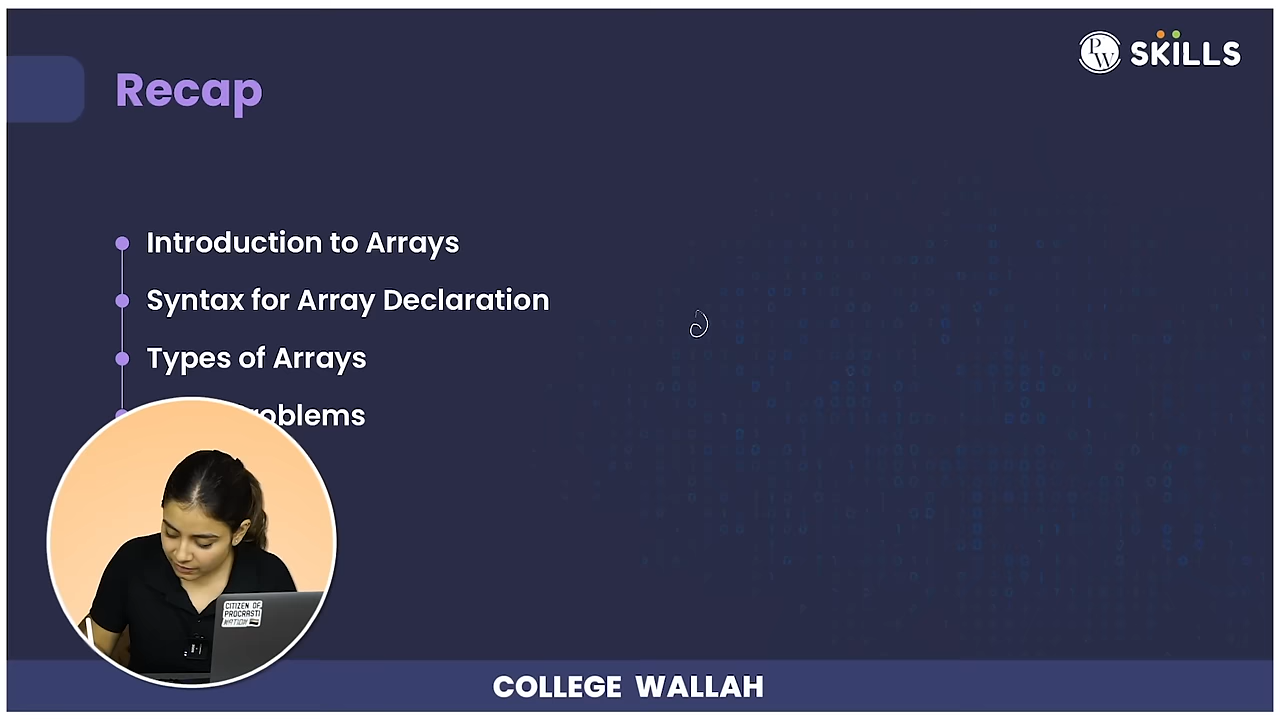 PW SKILLS
Recap
Introduction to Arrays
Syntax for Array Declaration
Types of Arrays
oblems
CITIZEN OF
PROCRASTI
NATION
COLLEGE WALLAH